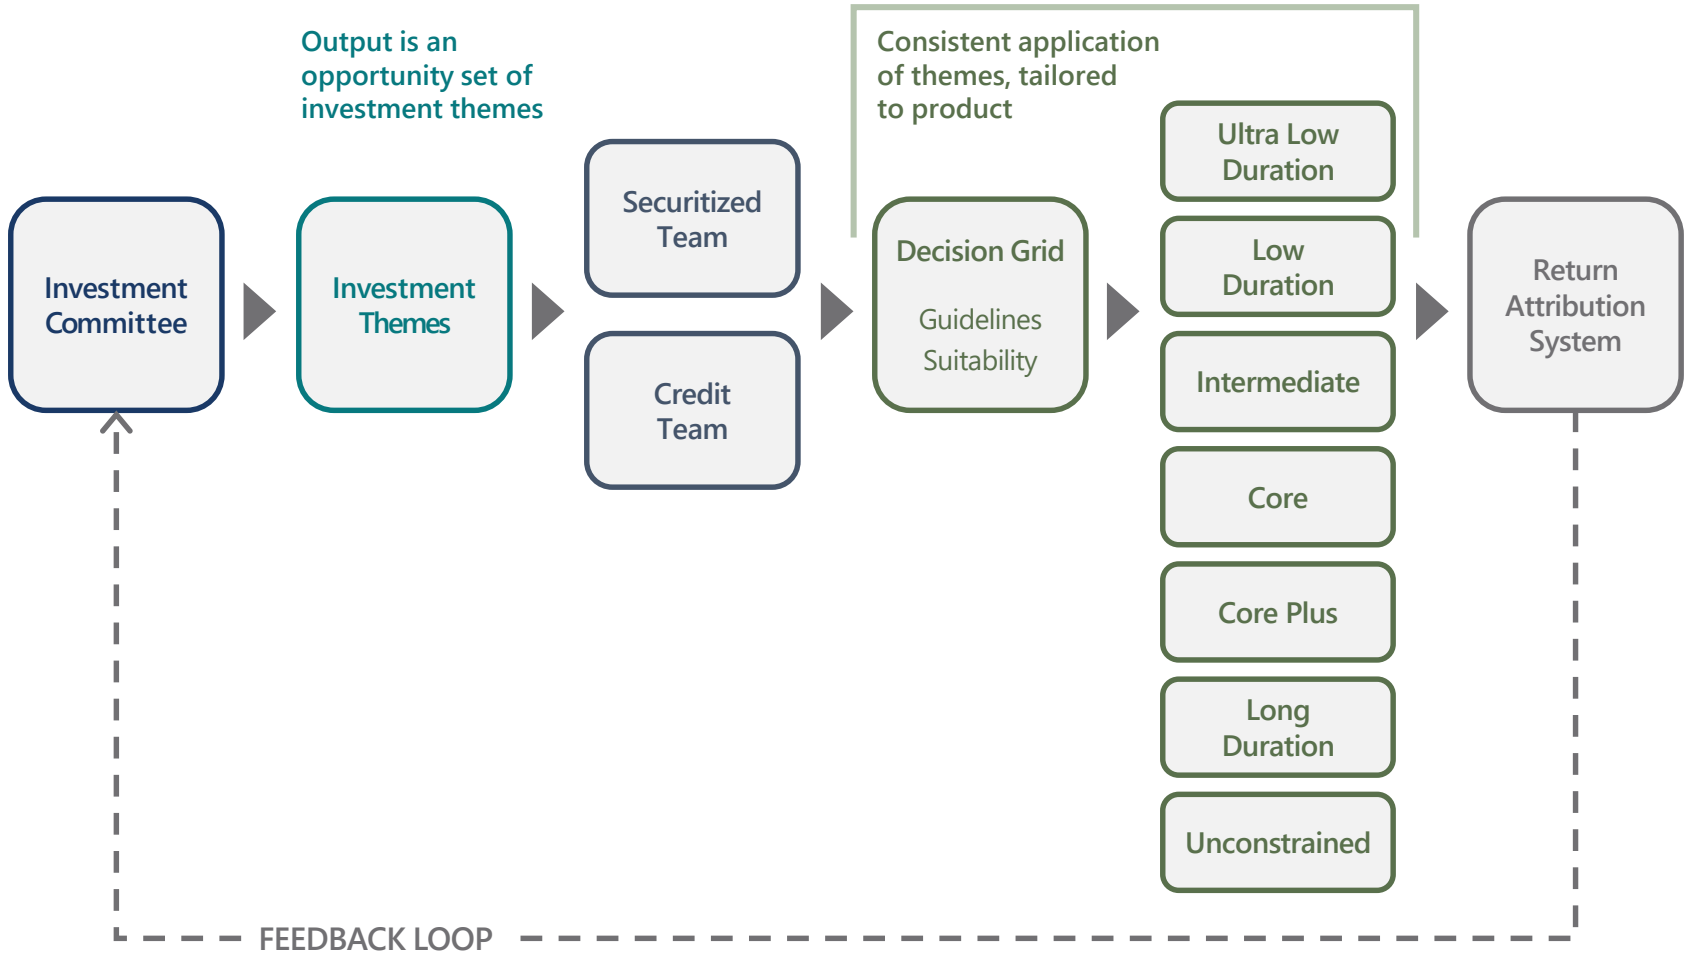 Output is an
opportunity set of
investment themes
Consistent application
of themes, tailored
to product
Investment
Committee
Investment
Themes
Securitized
Team
Credit
Team
Decision Grid
Guidelines
Suitability
Ultra Low
Duration
Low
Duration
Intermediate
Core
Core Plus
Long
Duration
Unconstrained
Return
Attribution
System
FEEDBACK LOOP